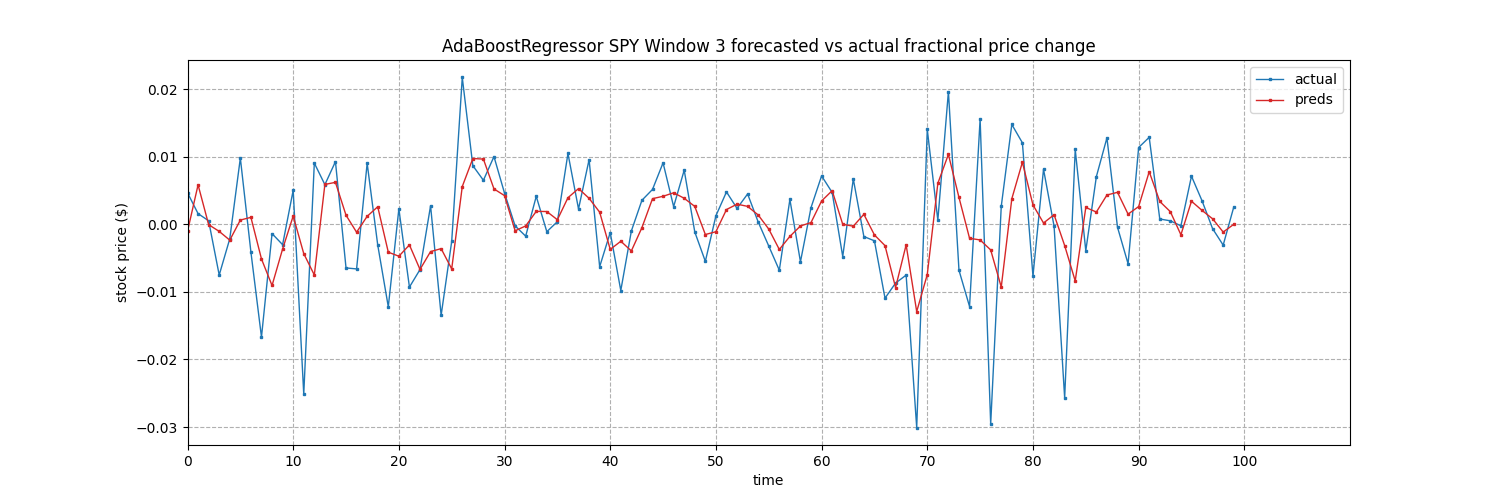 AdaBoostRegressor SPY Window 3 forecasted vs actual fractional price change
actual
preds
stock price ($)
0.02
0.01
0.00
−0.01
−0.02
−0.03
0 10 20 30 40 50 60 70 80 90 100
time